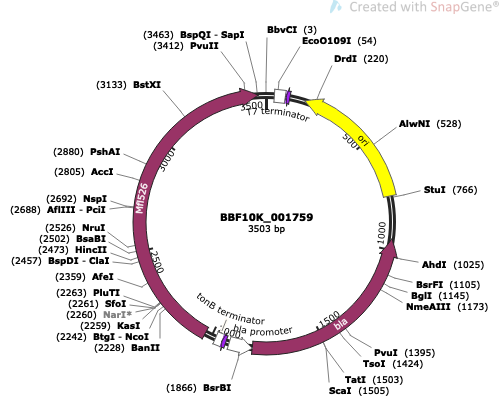 Created with SnapGene®
(3463) BspQI - SapI
(3412) PvuII
BbvCI (3)
EcoO109I (54)
DrdI (220)
(3133) BstXI
AlwNI (528)
(2880) PshAI
(2805) AccI
StuI (766)
(2692) NspI
(2688) AflIII - PciI
(2526) NruI
(2502) BsaBI
(2473) HincII
(2457) BspDI - ClaI
(2359) AfeI
(2263) PluTI
(2261) SfoI
(2260) NarI*
(2259) KasI
(2242) BtgI - NcoI
(2228) BanII
(1866) BsrBI
AhdI (1025)
BsrFI (1105)
BglI (1145)
NmeAIII (1173)
PvuI (1395)
TsoI (1424)
TatI (1503)
ScaI (1505)
BBF10K_001759
3503 bp
T7 terminator
ori
bla
bla promoter
tonB terminator
Mfl526
500
1000
1500
2500
3000
3500